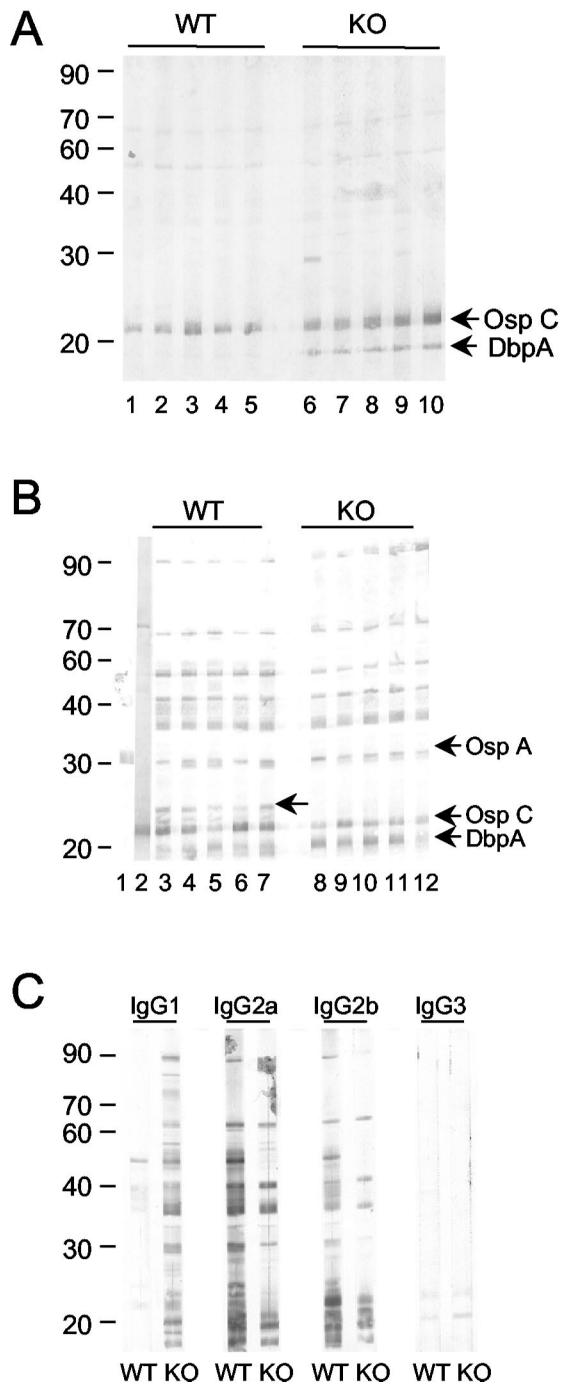 A
WT KO
90
70
60
40
30
20
Osp C
DbpA
1 2 3 4 5 6 7 8 9 10
B
WT KO
90
70
60
40
30
20
Osp A
Osp C
DbpA
1 2 3 4 5 6 7 8 9 10 11 12
C
IgG1 IgG2a IgG2b IgG3
90
70
60
40
30
20
WT KO WT KO WT KO WT KO